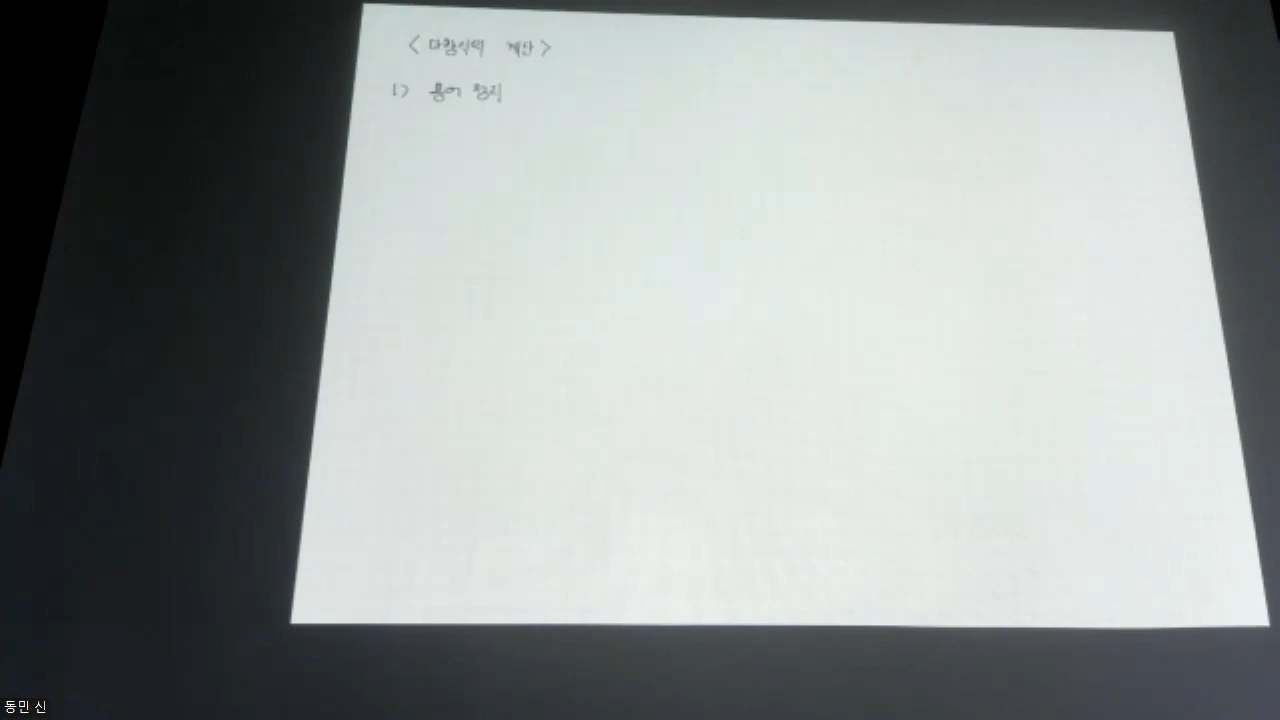 < 다항식의 계산 >
1) 용어 정리
동민 신